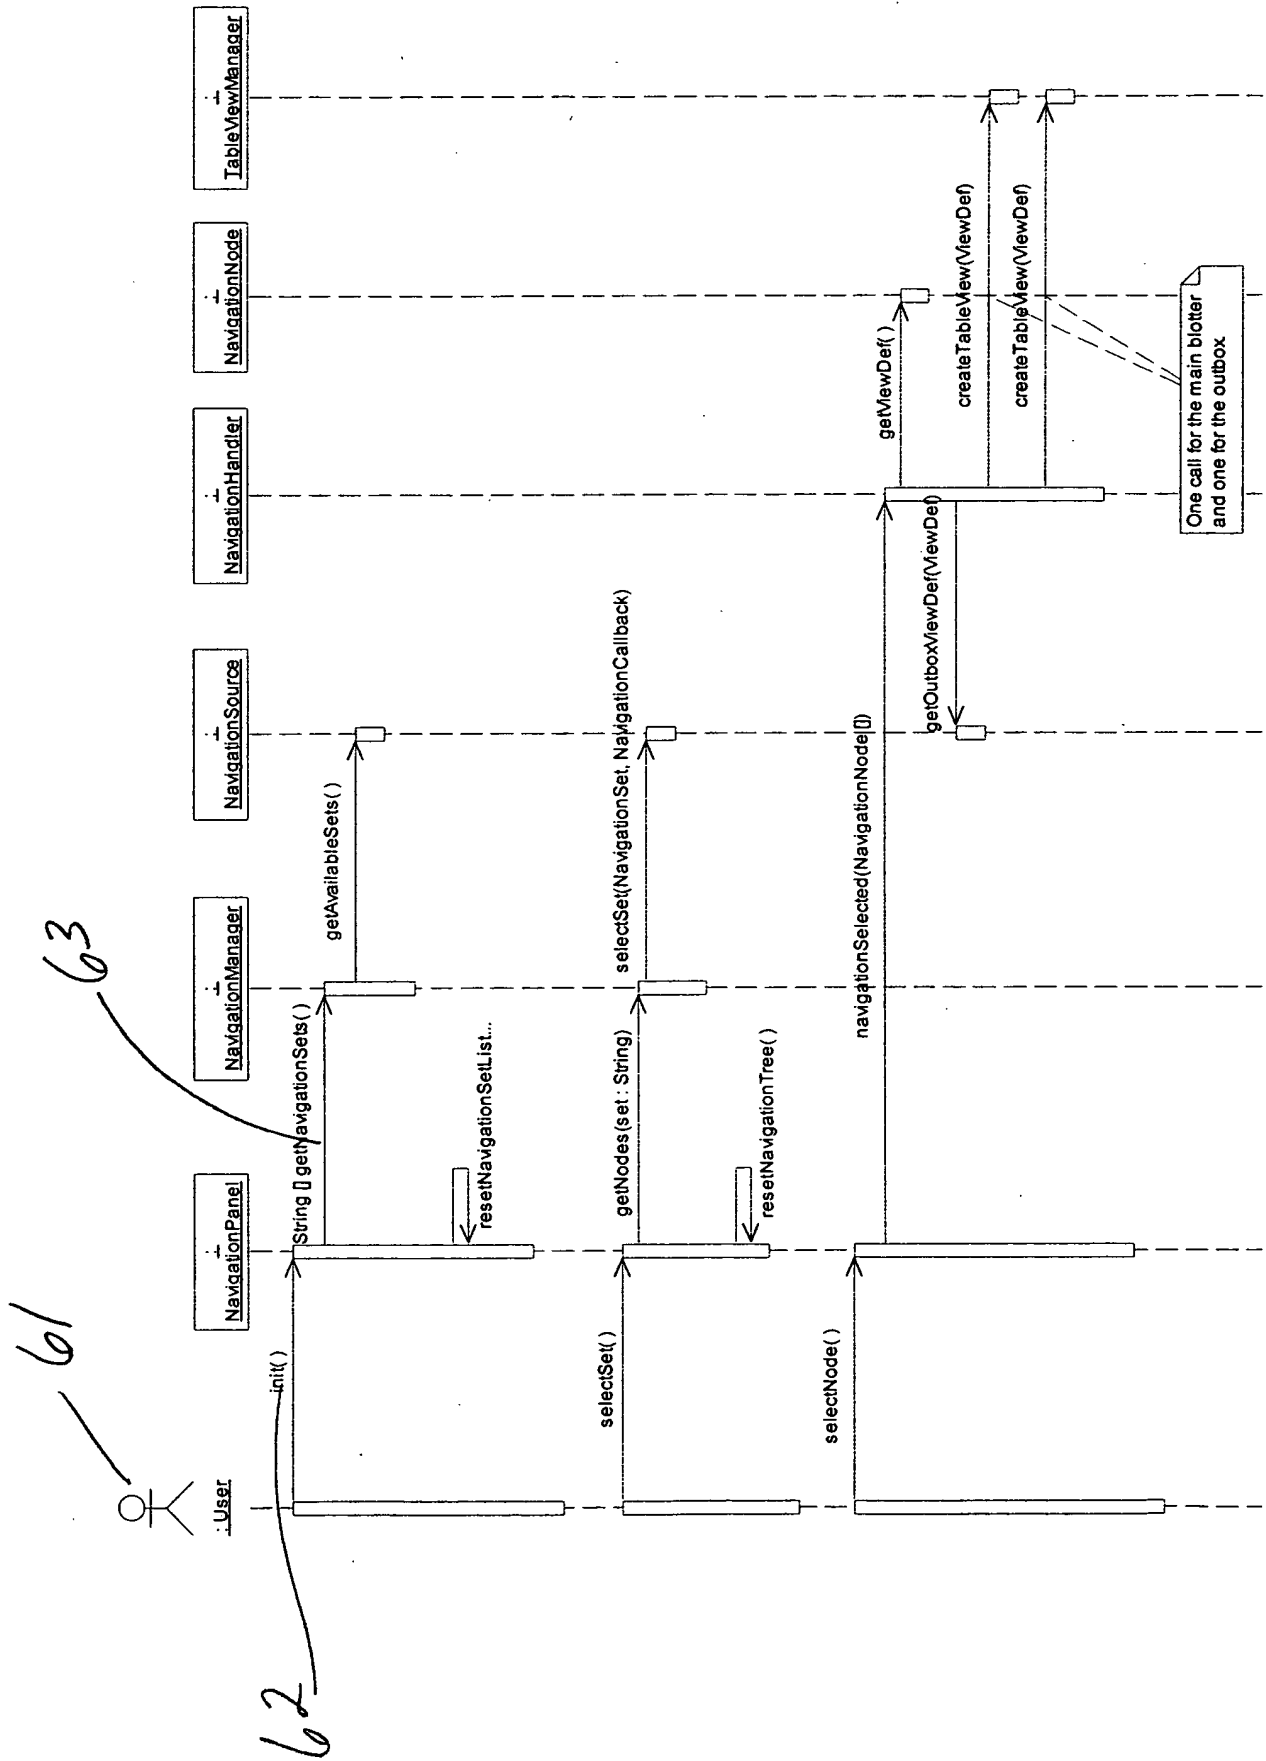 61
63
62
: User
:
NavigationPanel
:
NavigationManager
:
NavigationSource
:
NavigationHandler
:
NavigationNode
:
TableViewManager
init( )
String [] getNavigationSets( )
getAvailableSets( )
resetNavigationSetList...
selectSet( )
getNodes(set : String)
selectSet(NavigationSet, NavigationCallback)
resetNavigationTree( )
selectNode( )
navigationSelected(NavigationNode[])
getViewDef( )
getOutboxViewDef(ViewDef)
createTableView(ViewDef)
createTableView(ViewDef)
One call for the main blotter
and one for the outbox